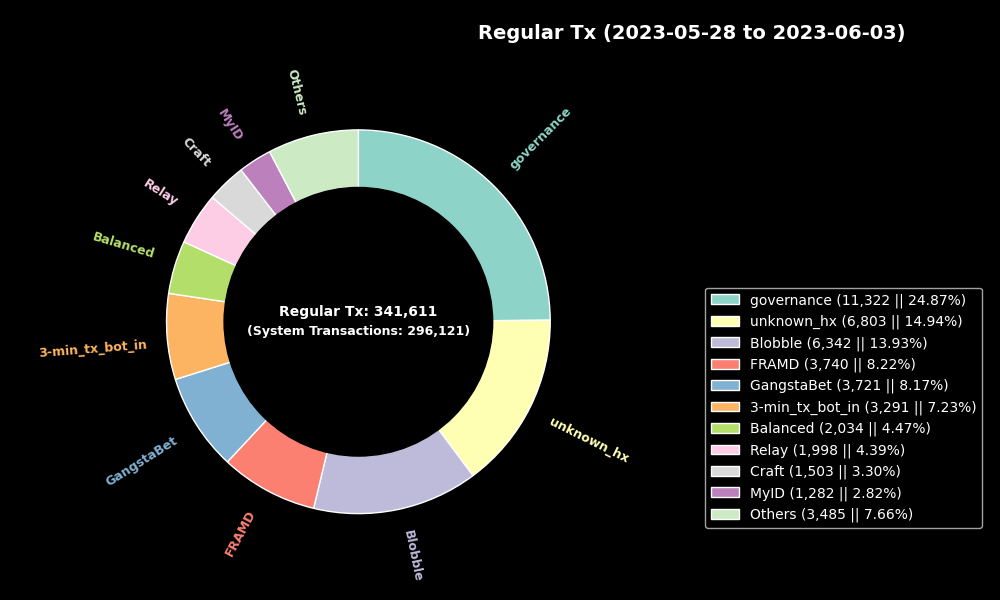 Regular Tx (2023-05-28 to 2023-06-03)
Others
governance
MyID
Craft
Relay
Balanced
3-min_tx_bot_in
GangstaBet
FRAMD
Blobble
unknown_hx
Regular Tx: 341,611
(System Transactions: 296,121)
governance (11,322 || 24.87%)
unknown_hx (6,803 || 14.94%)
Blobble (6,342 || 13.93%)
FRAMD (3,740 || 8.22%)
GangstaBet (3,721 || 8.17%)
3-min_tx_bot_in (3,291 || 7.23%)
Balanced (2,034 || 4.47%)
Relay (1,998 || 4.39%)
Craft (1,503 || 3.30%)
MyID (1,282 || 2.82%)
Others (3,485 || 7.66%)